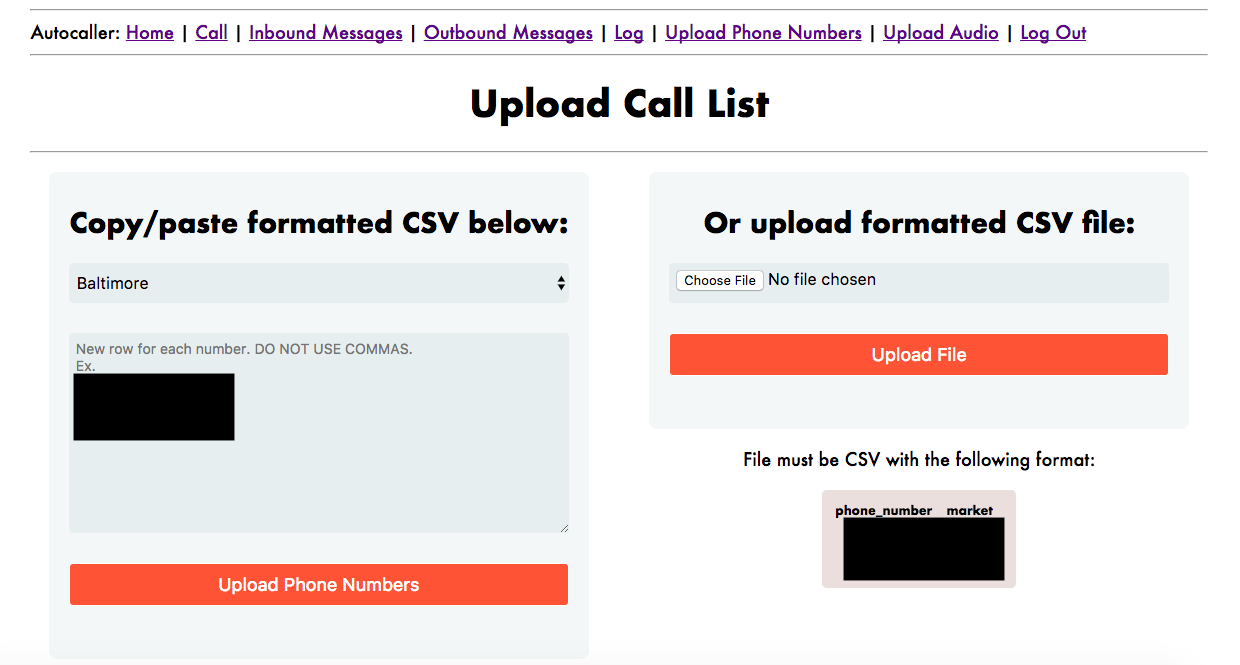 Autocaller: Home | Call | Inbound Messages | Outbound Messages | Log | Upload Phone Numbers | Upload Audio | Log Out
Upload Call List
Copy/paste formatted CSV below:
Baltimore
New row for each number. DO NOT USE COMMAS.
Ex.
Upload Phone Numbers
Or upload formatted CSV file:
Choose File No file chosen
Upload File
File must be CSV with the following format:
phone_number market